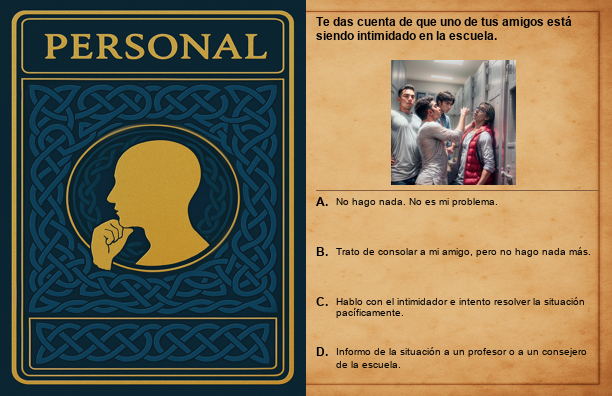 PERSONAL
Te das cuenta de que uno de tus amigos está
siendo intimidado en la escuela.
A. No hago nada. No es mi problema.
B. Trato de consolar a mi amigo, pero no hago nada más.
C. Hablo con el intimidador e intento resolver la situación
pacíficamente.
D. Informo de la situación a un profesor o a un consejero
de la escuela.